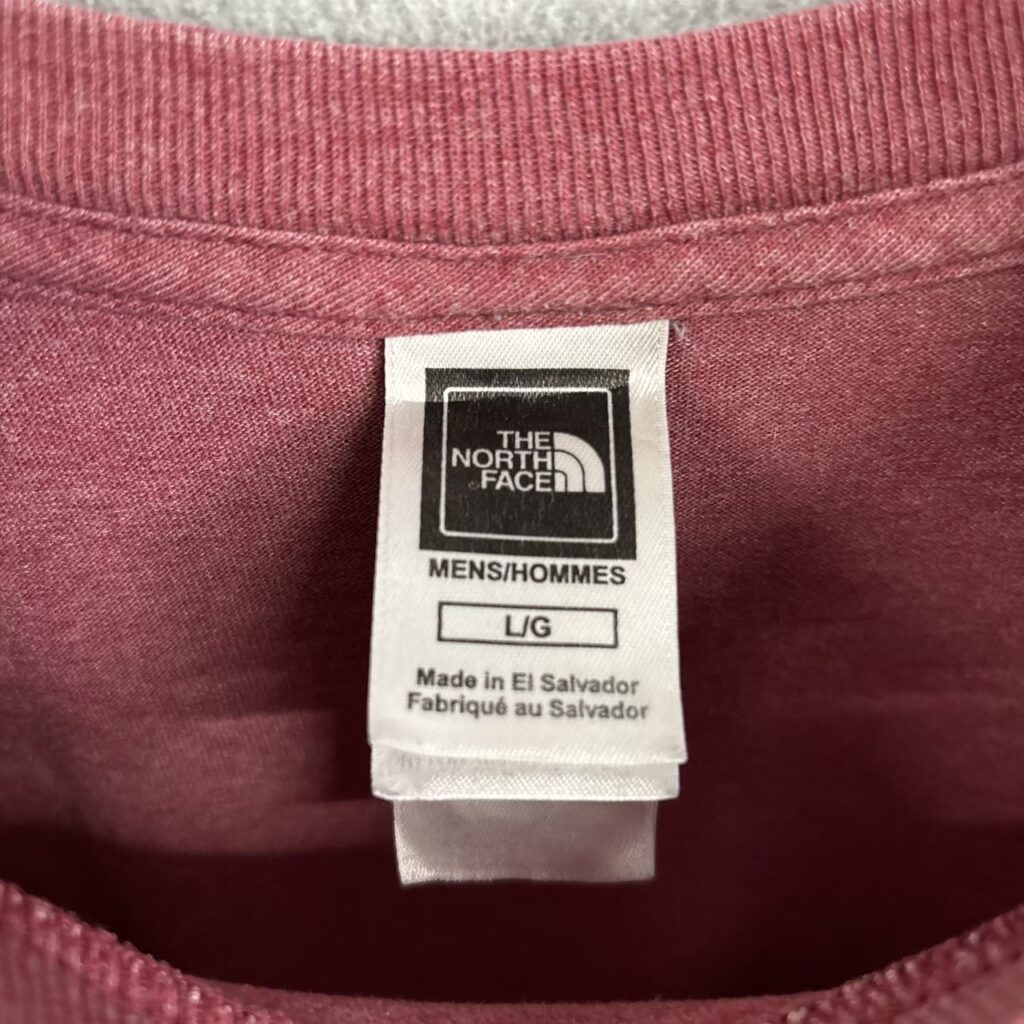 THE
NORTH
FACE
MENS/HOMMES
L/G
Made in El Salvador
Fabriqué au Salvador